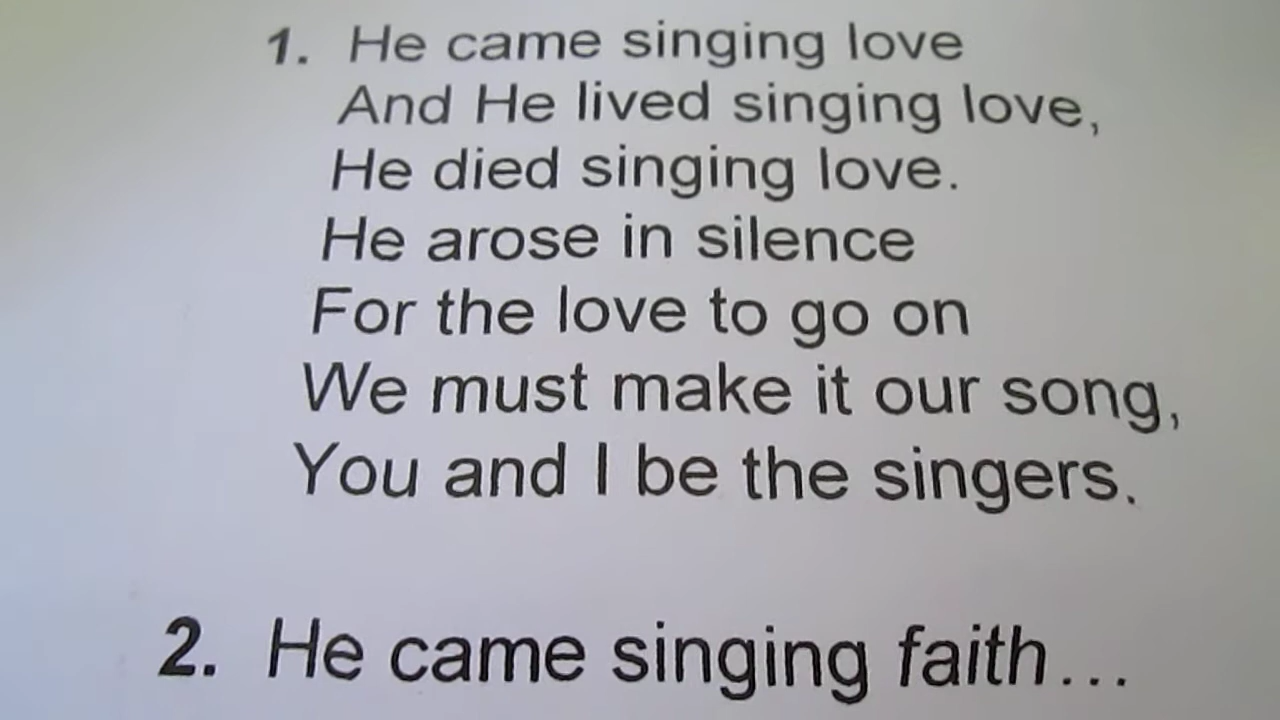 1. He came singing love
And He lived singing love,
He died singing love.
He arose in silence
For the love to go on
We must make it our song,
You and I be the singers.
2. He came singing faith...